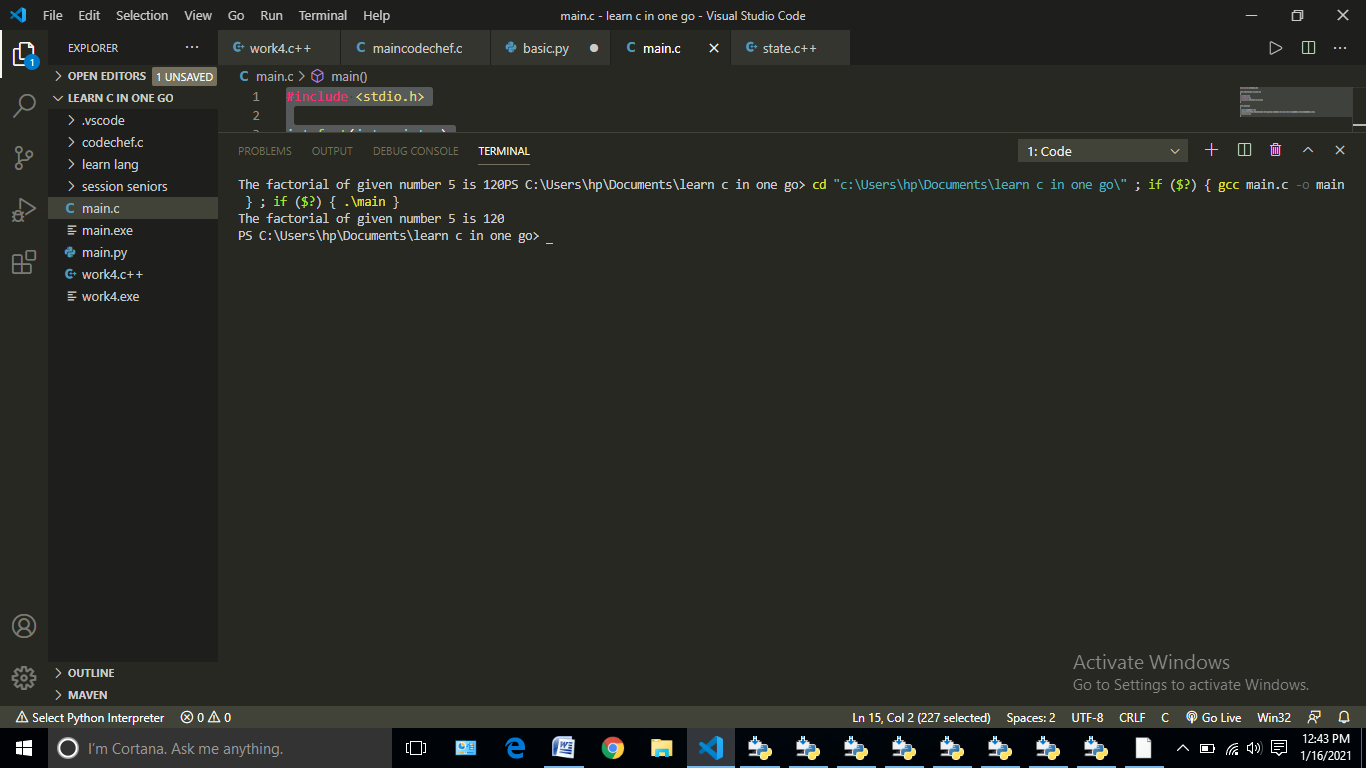 File Edit Selection View Go Run Terminal Help
main.c - learn c in one go - Visual Studio Code
EXPLORER
OPEN EDITORS 1 UNSAVED
LEARN C IN ONE GO
.vscode
codechef.c
learn lang
session seniors
main.c
main.exe
main.py
work4.c++
work4.exe
OUTLINE
MAVEN
1
work4.c++ maincodechef.c basic.py main.c state.c++
main.c > main()
1 #include <stdio.h>
2
PROBLEMS OUTPUT DEBUG CONSOLE TERMINAL
1: Code
The factorial of given number 5 is 120PS C:\Users\hp\Documents\learn c in one go> cd "c:\Users\hp\Documents\learn c in one go\" ; if ($?) { gcc main.c -o main
} ; if ($?) { .\main }
The factorial of given number 5 is 120
PS C:\Users\hp\Documents\learn c in one go> _
Activate Windows
Go to Settings to activate Windows.
Select Python Interpreter 0 0 Ln 15, Col 2 (227 selected) Spaces: 2 UTF-8 CRLF C Go Live Win32
I'm Cortana. Ask me anything.
12:43 PM
1/16/2021